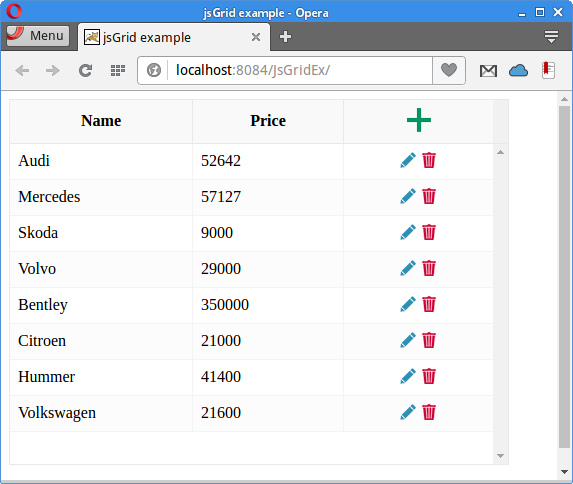 jsGrid example - Opera
Menu
jsGrid example
localhost:8084/JsGridEx/
Name Price
Audi 52642
Mercedes 57127
Skoda 9000
Volvo 29000
Bentley 350000
Citroen 21000
Hummer 41400
Volkswagen 21600